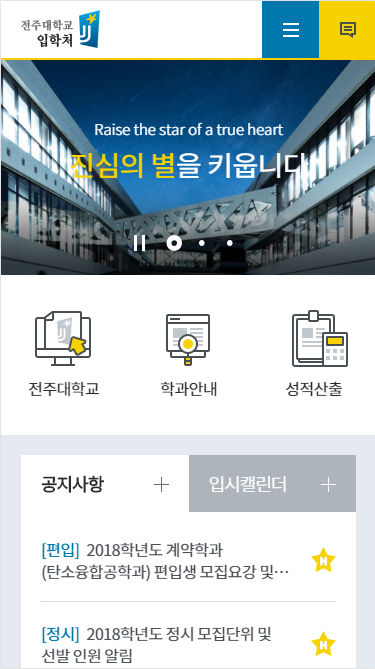 전주대학교
입학처
Raise the star of a true heart
진심의 별을 키웁니다
전주대학교
학과안내
성적산출
공지사항
입시캘린더
[편입] 2018학년도 계약학과
(탄소융합공학과) 편입생 모집요강 및…
N
[정시] 2018학년도 정시 모집단위 및
선발 인원 알림
N